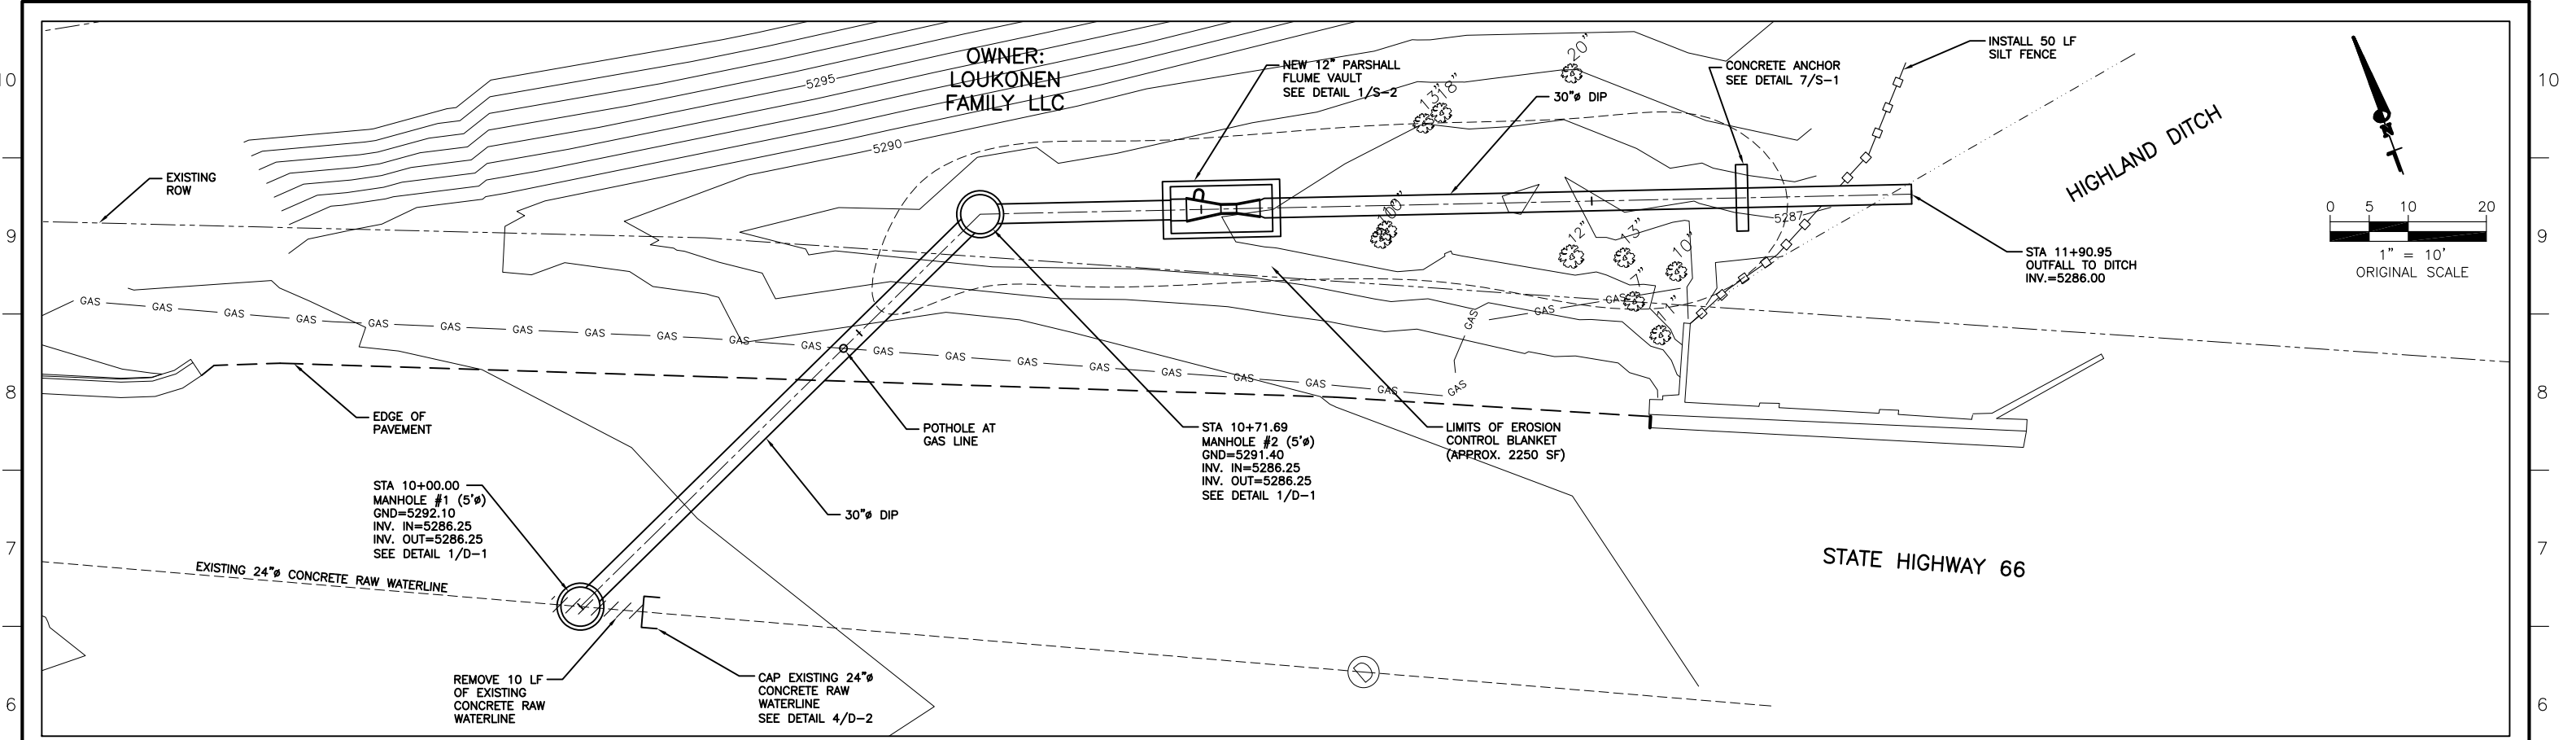 OWNER:
LOUKONEN
FAMILY LLC
NEW 12" PARSHALL
FLUME VAULT
SEE DETAIL 1/S-2
30"ø DIP
CONCRETE ANCHOR
SEE DETAIL 7/S-1
INSTALL 50 LF
SILT FENCE
HIGHLAND DITCH
10
10
5295
5290
20"
13"
18"
EXISTING
ROW
N
0 5 10 20
1" = 10'
ORIGINAL SCALE
9
9
12"
13"
10"
7"
11"
5287
STA 11+90.95
OUTFALL TO DITCH
INV.=5286.00
GAS GAS GAS GAS GAS GAS GAS GAS GAS GAS GAS GAS GAS GAS GAS GAS GAS GAS GAS GAS GAS GAS GAS
8
8
EDGE OF
PAVEMENT
POTHOLE AT
GAS LINE
STA 10+71.69
MANHOLE #2 (5'ø)
GND=5291.40
INV. IN=5286.25
INV. OUT=5286.25
SEE DETAIL 1/D-1
LIMITS OF EROSION
CONTROL BLANKET
(APPROX. 2250 SF)
STA 10+00.00
MANHOLE #1 (5'ø)
GND=5292.10
INV. IN=5286.25
INV. OUT=5286.25
SEE DETAIL 1/D-1
30"ø DIP
7
7
EXISTING 24"ø CONCRETE RAW WATERLINE
STATE HIGHWAY 66
REMOVE 10 LF
OF EXISTING
CONCRETE RAW
WATERLINE
CAP EXISTING 24"ø
CONCRETE RAW
WATERLINE
SEE DETAIL 4/D-2
D
6
6